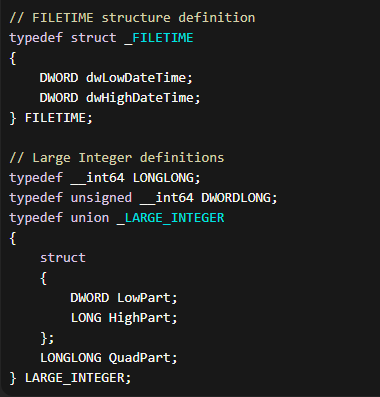 // FILETIME structure definition
typedef struct _FILETIME
{
    DWORD dwLowDateTime;
    DWORD dwHighDateTime;
} FILETIME;

// Large Integer definitions
typedef __int64 LONGLONG;
typedef unsigned __int64 DWORDLONG;
typedef union _LARGE_INTEGER
{
    struct
    {
        DWORD LowPart;
        LONG HighPart;
    };
    LONGLONG QuadPart;
} LARGE_INTEGER;